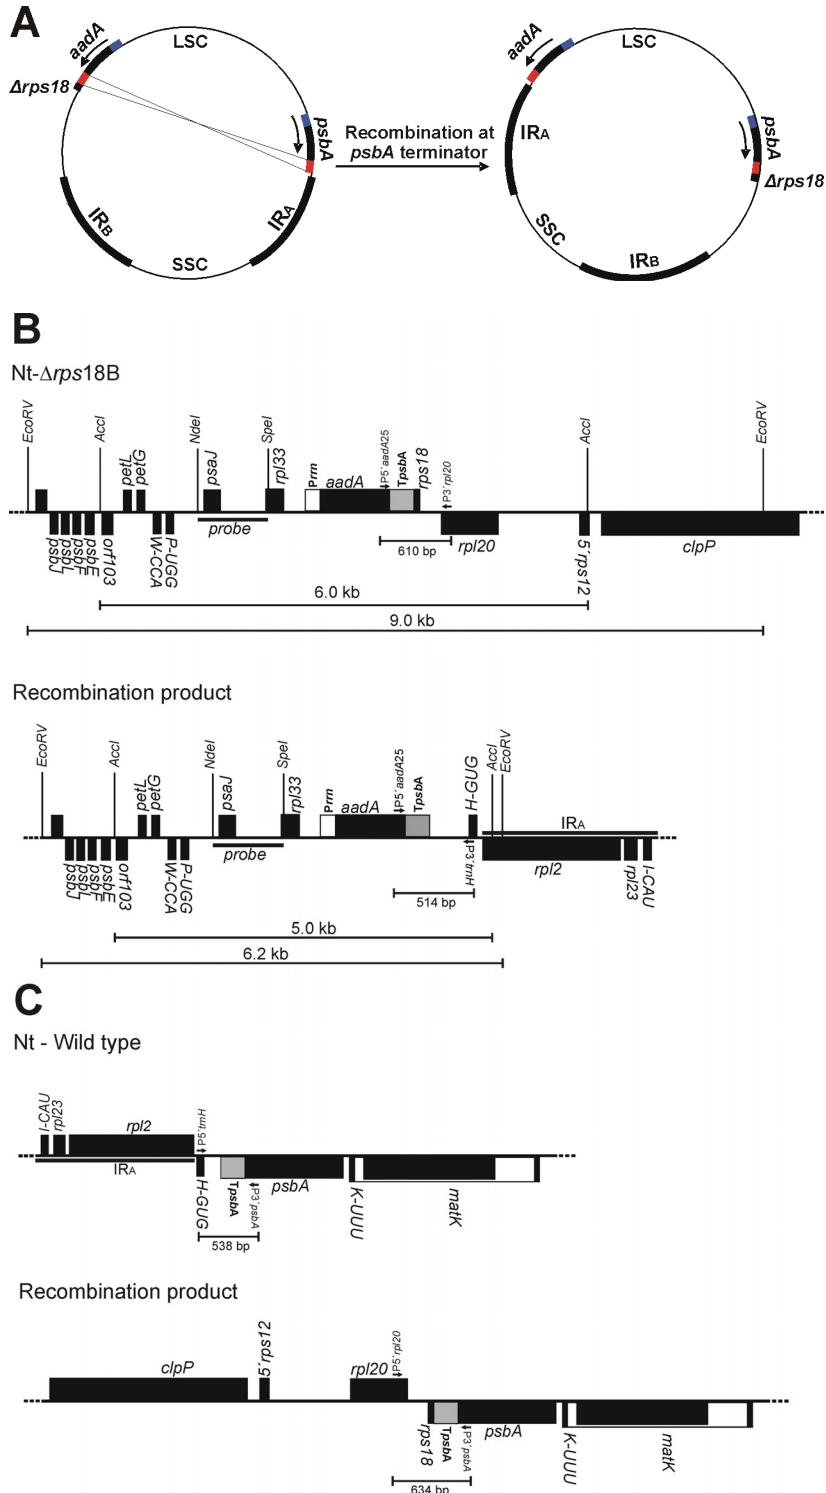 A
aadA
LSC
Δrps18
psbA
IRB
IRA
SSC
Recombination at
psbA terminator
aadA
LSC
IRA
psbA
Δrps18
SSC
IRB
B
Nt-Δrps18B
EcoRV
AccI
petL
petG
NdeI
psaJ
SpeI
rpl33
Prrn
aadA
P5´aadA25
TpsbA
rps18
P3´rpl20
AccI
EcoRV
psbJ
psbL
psbF
psbE
orf103
W-CCA
P-UGG
probe
610 bp
rpl20
5´rps12
clpP
6.0 kb
9.0 kb
Recombination product
EcoRV
AccI
petL
petG
NdeI
psaJ
SpeI
rpl33
Prrn
aadA
P5´aadA25
TpsbA
H-GUG
AccI
EcoRV
IRA
psbJ
psbL
psbF
psbE
orf103
W-CCA
P-UGG
probe
P3´trnH
514 bp
rpl2
rpl23
I-CAU
5.0 kb
6.2 kb
C
Nt - Wild type
I-CAU
rpl23
rpl2
P5´trnH
IRA
H-GUG
TpsbA
P3´psbA
psbA
K-UUU
matK
538 bp
Recombination product
clpP
5´rps12
rpl20
P5´rpl20
rps18
TpsbA
P3´psbA
psbA
K-UUU
matK
634 bp